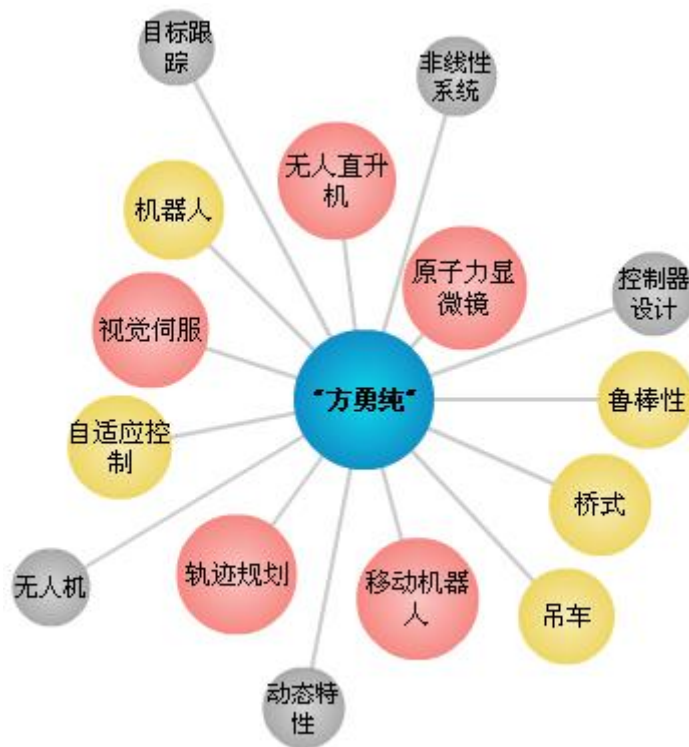 目标跟
踪
非线性
系统
无人直升
机
机器人
原子力显
微镜
控制器
设计
视觉伺服
"方勇纯"
鲁棒性
自适应控
制
桥式
无人机
轨迹规划
移动机器
人
吊车
动态特
性